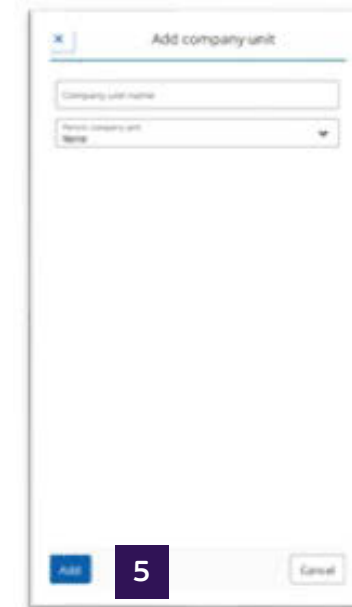 ×
Add company unit
Company unit name
Parent company unit
None
Add
5
Cancel